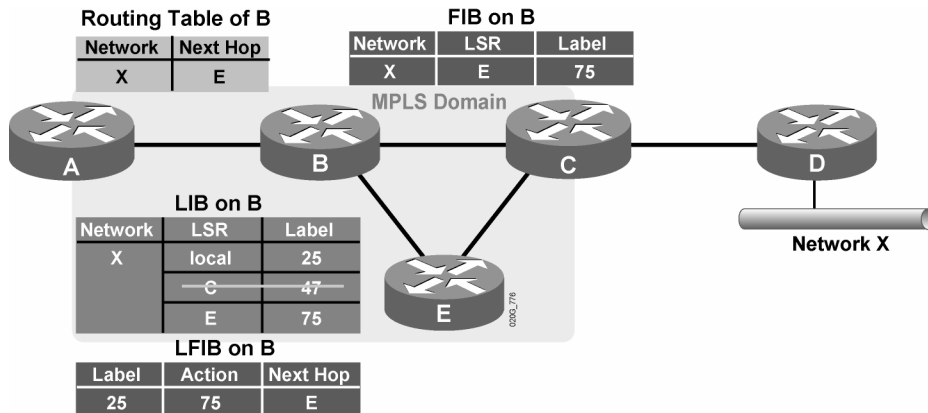 Routing Table of B
Network Next Hop
X E
FIB on B
Network LSR Label
X E 75
MPLS Domain
A
B
C
D
Network X
LIB on B
Network LSR Label
X local 25
C 47
E 75
E
020G_776
LFIB on B
Label Action Next Hop
25 75 E